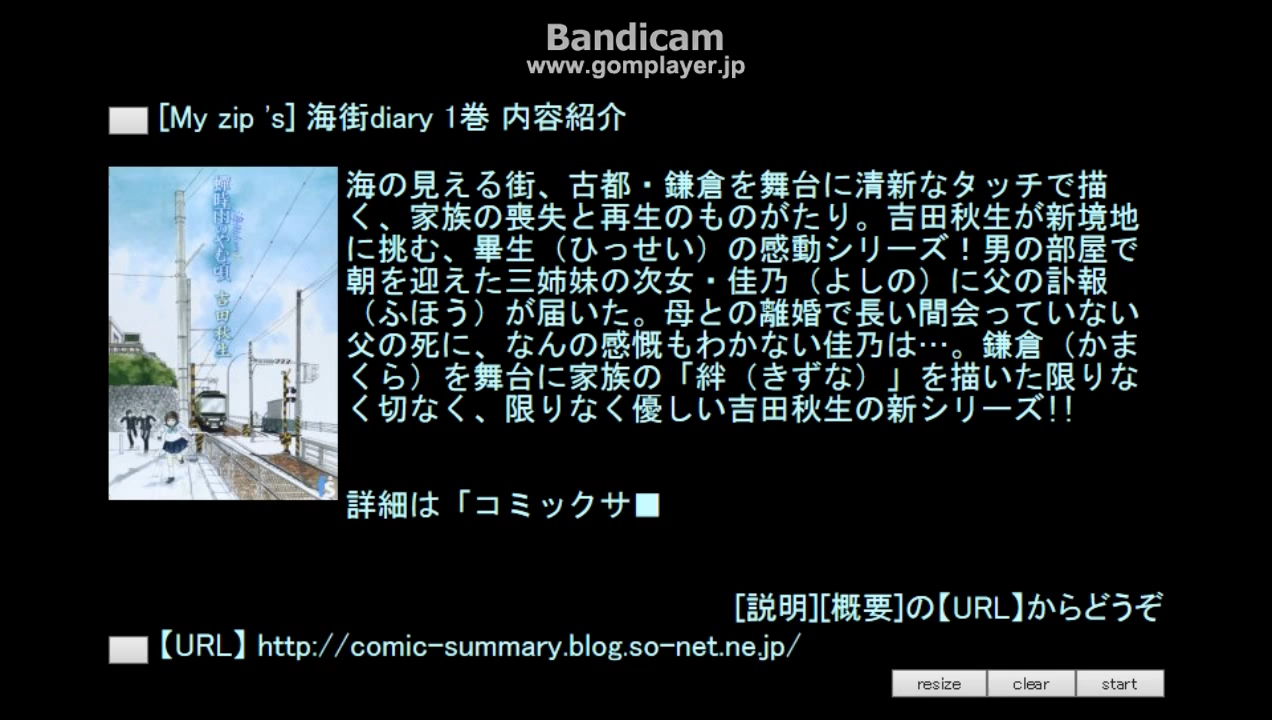 Bandicam
www.gomplayer.jp
[My zip 's] 海街diary 1巻 内容紹介
蝉時雨のやむ頃
吉田秋生
海の見える街、古都・鎌倉を舞台に清新なタッチで描
く、家族の喪失と再生のものがたり。吉田秋生が新境地
に挑む、畢生（ひっせい）の感動シリーズ！男の部屋で
朝を迎えた三姉妹の次女・佳乃（よしの）に父の訃報
（ふほう）が届いた。母との離婚で長い間会っていない
父の死に、なんの感慨もわかない佳乃は…。鎌倉（かま
くら）を舞台に家族の「絆（きずな）」を描いた限りな
く切なく、限りなく優しい吉田秋生の新シリーズ!!
詳細は「コミックサ■
[説明][概要]の【URL】からどうぞ
【URL】 http://comic-summary.blog.so-net.ne.jp/
resize clear start